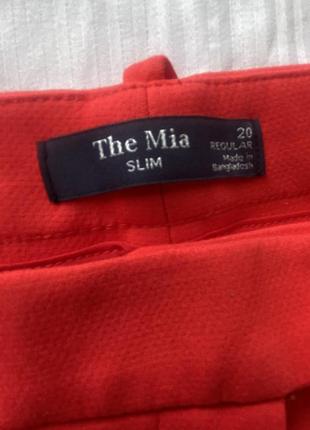 The Mia
SLIM
20
REGULAR
Made in
Bangladesh